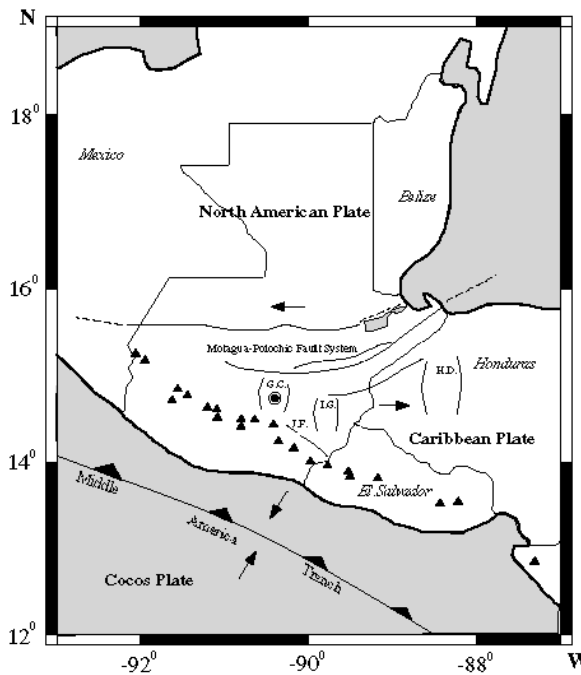 N
18⁰
Mexico
Belize
North American Plate
16⁰
Motagua-Polochic Fault System
Honduras
H.D.
G.C.
I.G.
J.F.
Caribbean Plate
14⁰
El Salvador
Middle
America
Trench
Cocos Plate
12⁰
-92⁰
-90⁰
-88⁰
W